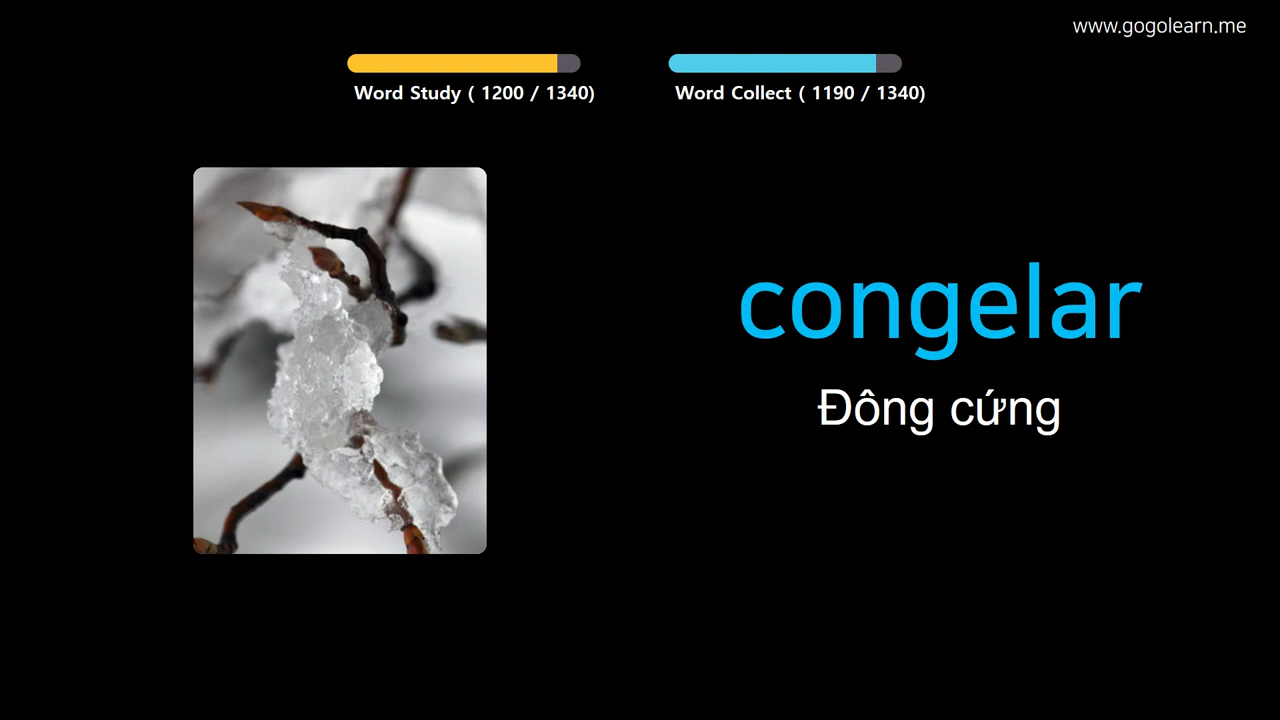 www.gogolearn.me
Word Study ( 1200 / 1340)
Word Collect ( 1190 / 1340)
congelar
Đông cứng